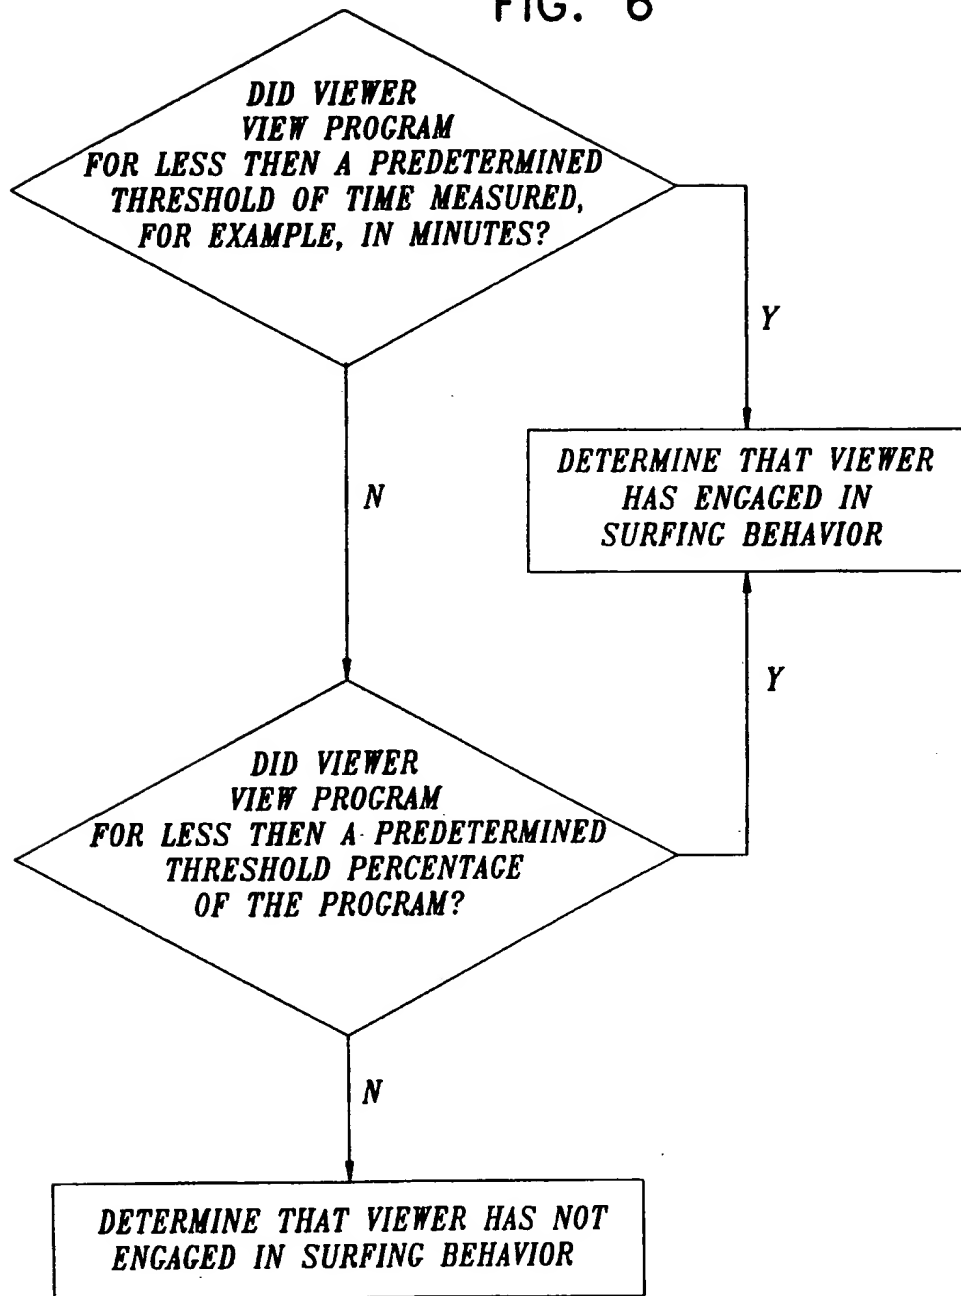 FIG. 6
DID VIEWER
VIEW PROGRAM
FOR LESS THEN A PREDETERMINED
THRESHOLD OF TIME MEASURED,
FOR EXAMPLE, IN MINUTES?
Y
N
DETERMINE THAT VIEWER
HAS ENGAGED IN
SURFING BEHAVIOR
Y
DID VIEWER
VIEW PROGRAM
FOR LESS THEN A PREDETERMINED
THRESHOLD PERCENTAGE
OF THE PROGRAM?
N
DETERMINE THAT VIEWER HAS NOT
ENGAGED IN SURFING BEHAVIOR